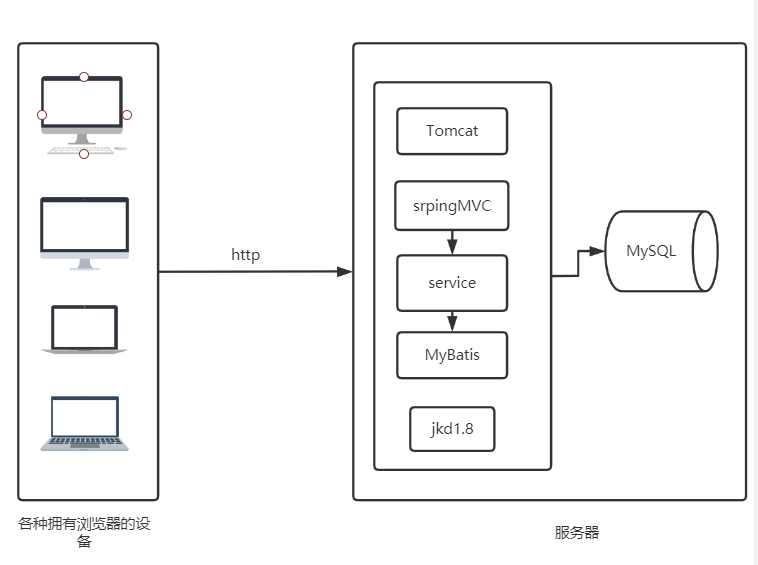 http
Tomcat
srpingMVC
service
MyBatis
jkd1.8
MySQL
各种拥有浏览器的设
备
服务器